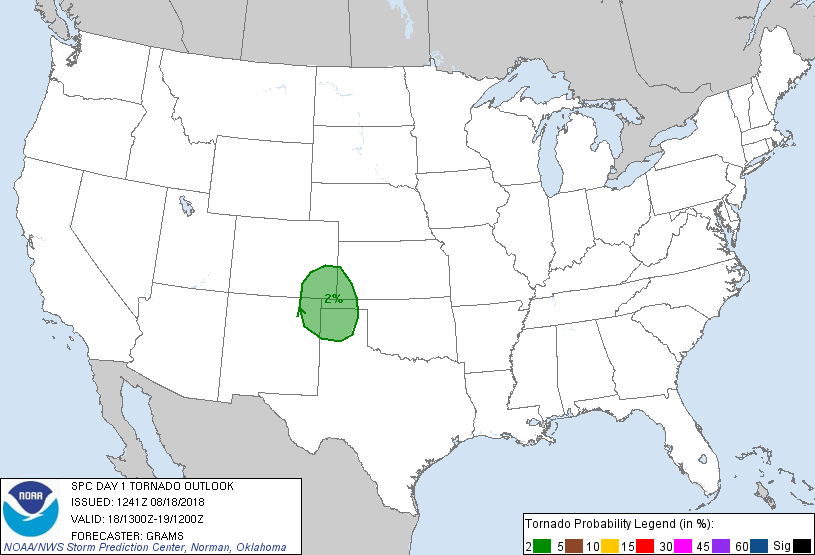 2%
SPC DAY 1 TORNADO OUTLOOK
ISSUED: 1241Z 08/18/2018
VALID: 18/1300Z-19/1200Z
FORECASTER: GRAMS
NOAA/NWS Storm Prediction Center, Norman, Oklahoma
NOAA
Tornado Probability Legend (in %):
2 5 10 15 30 45 60 Sig